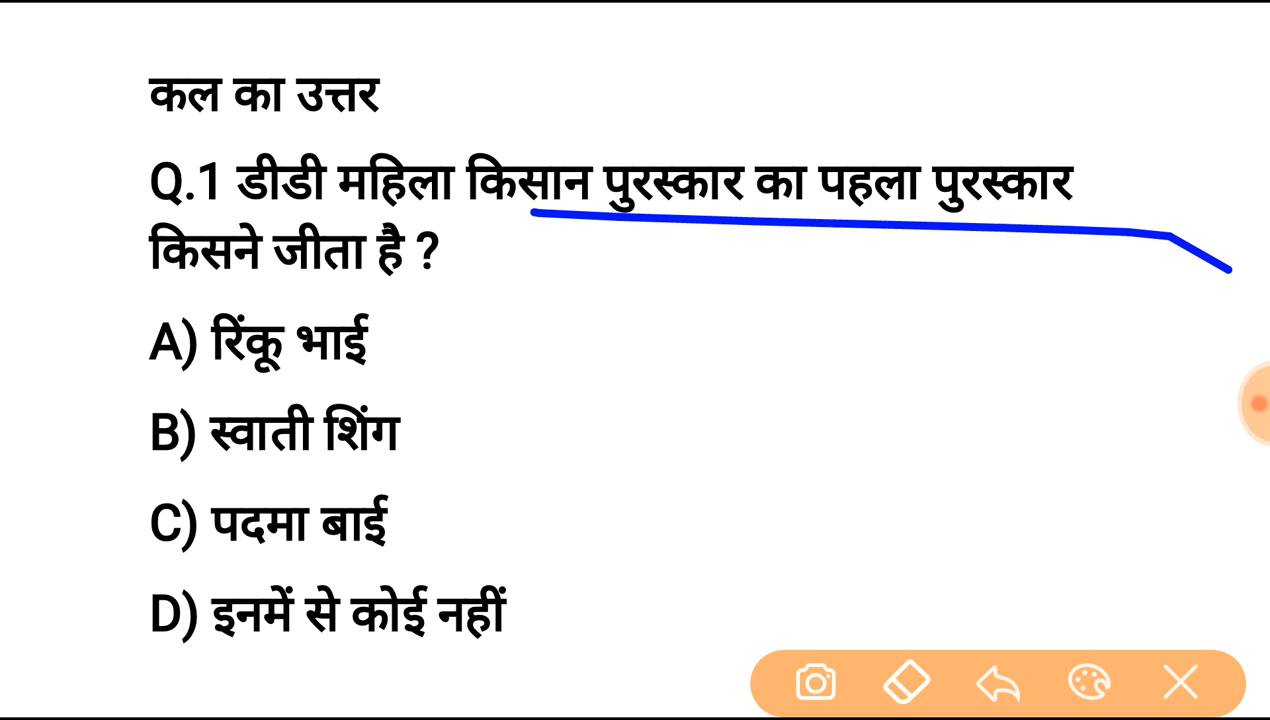 कल का उत्तर
Q.1 डीडी महिला किसान पुरस्कार का पहला पुरस्कार
किसने जीता है ?
A) रिंकू भाई
B) स्वाती शिंग
C) पदमा बाई
D) इनमें से कोई नहीं